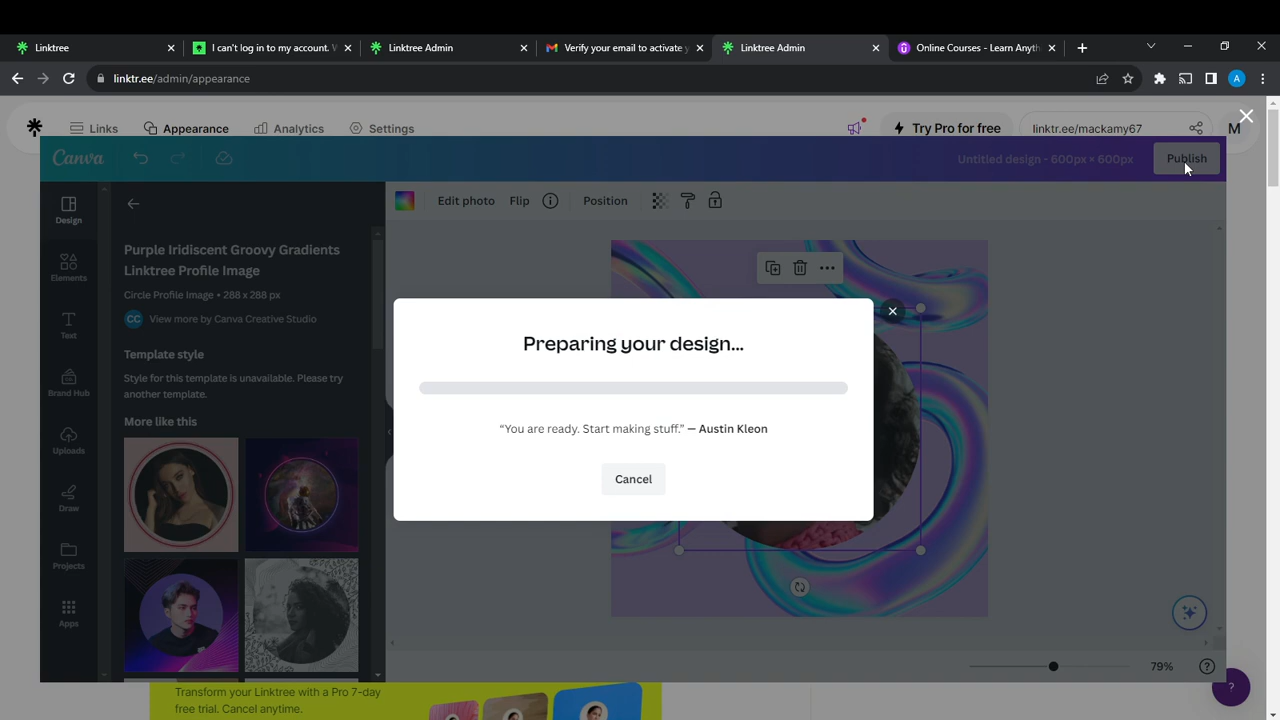 Linktree
I can't log in to my account. W
Linktree Admin
Verify your email to activate y
Linktree Admin
Online Courses - Learn Anyth
linktr.ee/admin/appearance
A
Links
Appearance
Analytics
Settings
Try Pro for free
linktr.ee/mackamy67
M
Canva
Untitled design - 600px × 600px
Publish
Design
Elements
Text
Brand Hub
Uploads
Draw
Projects
Apps
Edit photo
Flip
Position
Purple Iridiscent Groovy Gradients
Linktree Profile Image
Circle Profile Image • 288 x 288 px
CC
View more by Canva Creative Studio
Template style
Style for this template is unavailable. Please try
another template.
More like this
Preparing your design...
“You are ready. Start making stuff.” — Austin Kleon
Cancel
79%
?
?
Transform your Linktree with a Pro 7-day
free trial. Cancel anytime.